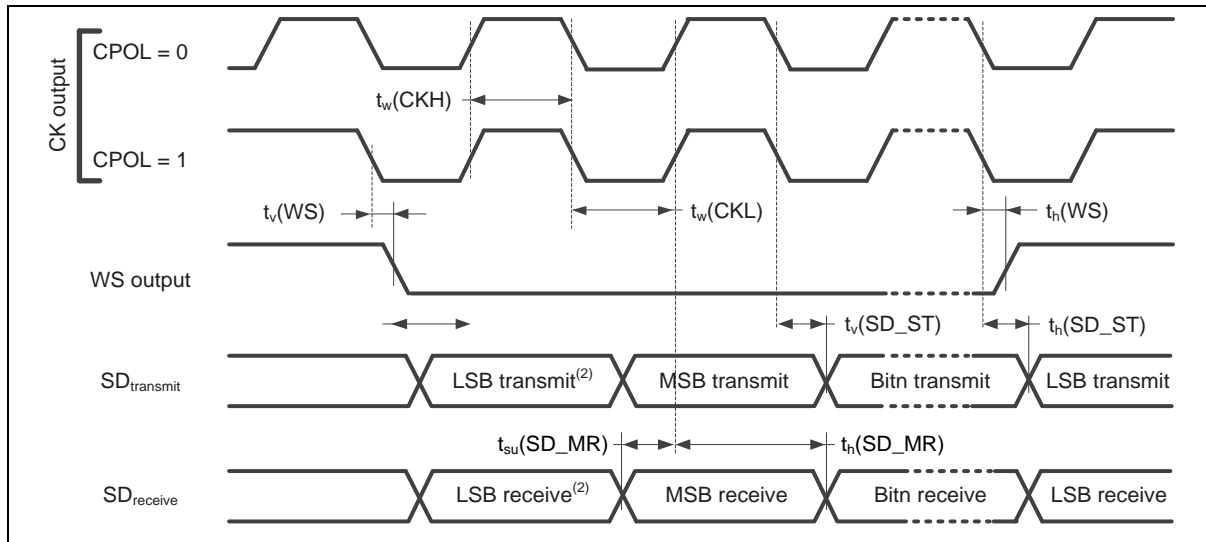 CK output
CPOL = 0
tw(CKH)
CPOL = 1
tv(WS)
tw(CKL)
th(WS)
WS output
tv(SD_ST)
th(SD_ST)
SDtransmit
LSB transmit(2)
MSB transmit
Bitn transmit
LSB transmit
tsu(SD_MR)
th(SD_MR)
SDreceive
LSB receive(2)
MSB receive
Bitn receive
LSB receive